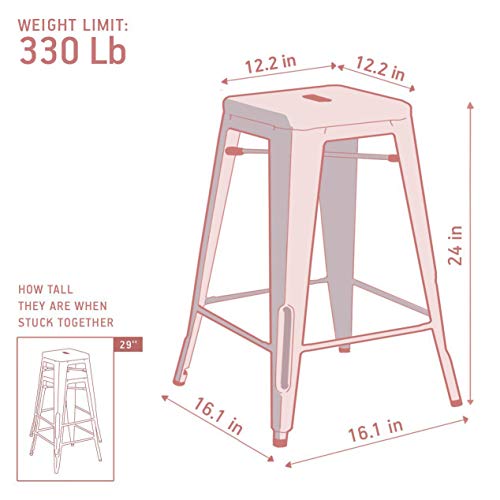 WEIGHT LIMIT:
330 Lb
12.2 in
12.2 in
24 in
HOW TALL
THEY ARE WHEN
STUCK TOGETHER
29"
16.1 in
16.1 in